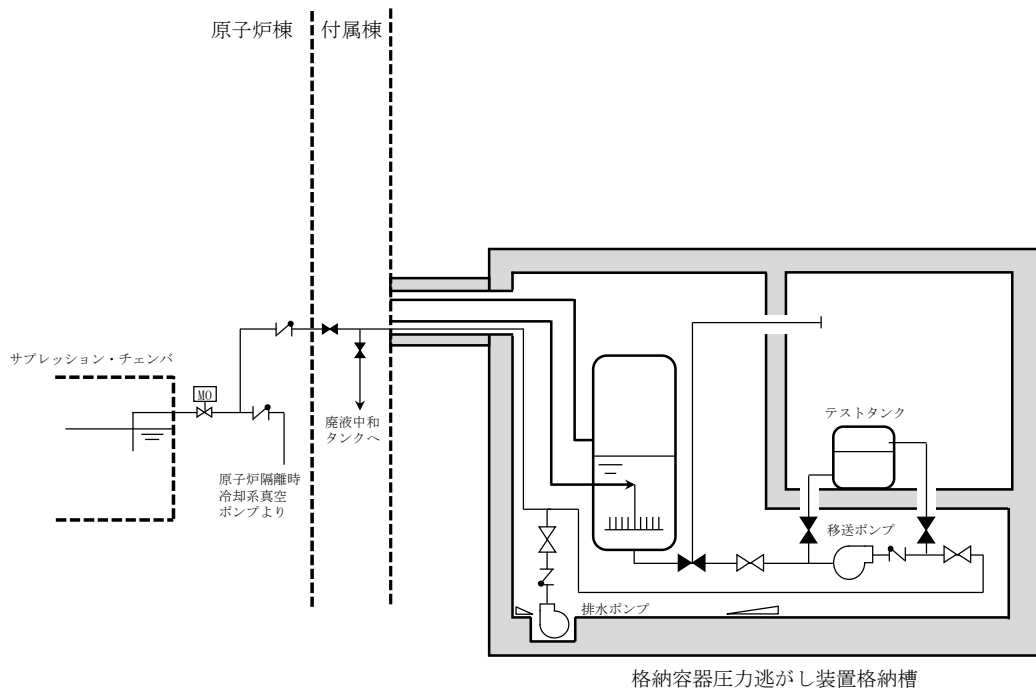 原子炉棟
付属棟
サプレッション・チェンバ
MO
廃液中和
タンクへ
原子炉隔離時
冷却系真空
ポンプより
テストタンク
移送ポンプ
排水ポンプ
格納容器圧力逃がし装置格納槽